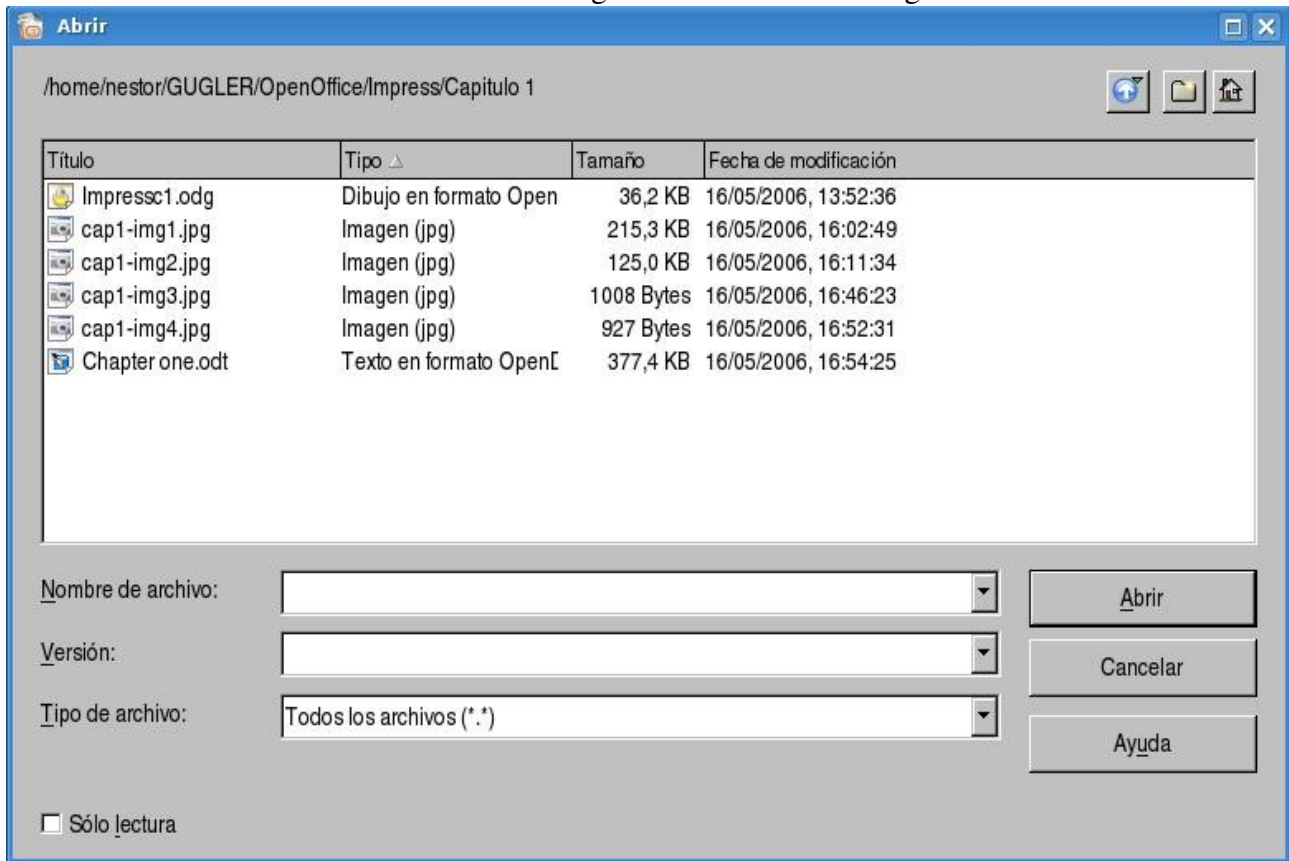 Abrir
/home/nestor/GUGLER/OpenOffice/Impress/Capitulo 1
Título Tipo Tamaño Fecha de modificación
Impressc1.odg Dibujo en formato Open 36,2 KB 16/05/2006, 13:52:36
cap1-img1.jpg Imagen (jpg) 215,3 KB 16/05/2006, 16:02:49
cap1-img2.jpg Imagen (jpg) 125,0 KB 16/05/2006, 16:11:34
cap1-img3.jpg Imagen (jpg) 1008 Bytes 16/05/2006, 16:46:23
cap1-img4.jpg Imagen (jpg) 927 Bytes 16/05/2006, 16:52:31
Chapter one.odt Texto en formato Open 377,4 KB 16/05/2006, 16:54:25
Nombre de archivo:
Abrir
Versión:
Cancelar
Tipo de archivo: Todos los archivos (*.*)
Ayuda
Sólo lectura